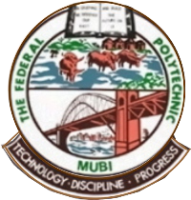 THE FEDERAL POLYTECHNIC
MUBI
TECHNOLOGY · DISCIPLINE · PROGRESS